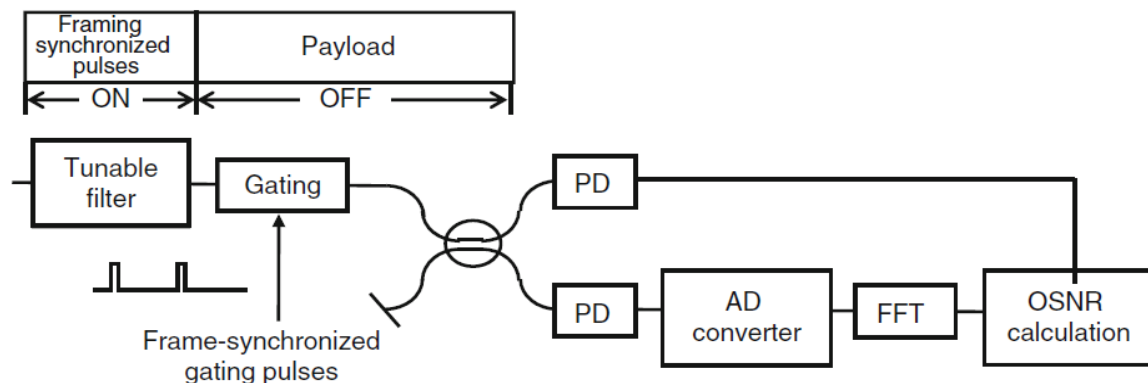 Framing
synchronized
pulses
Payload
ON
OFF
Tunable
filter
Gating
PD
PD
AD
converter
FFT
OSNR
calculation
Frame-synchronized
gating pulses